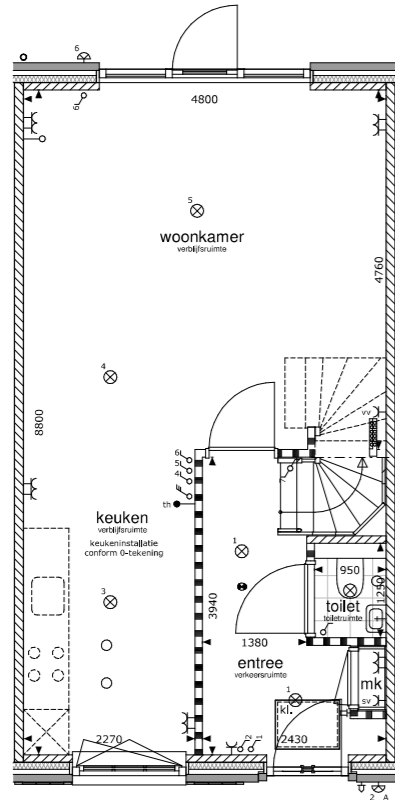 6
4800
6
5
woonkamer
verblijfsruimte
4760
4
8800
vv
6
5
4
th
7
keuken
verblijfsruimte
keukeninstallatie
conform 0-tekening
1
950
1250
3
3940
toilet
toiletruimte
1380
entree
verkeersruimte
mk
1
kl.
sv
2270
2
1
2430
2 A